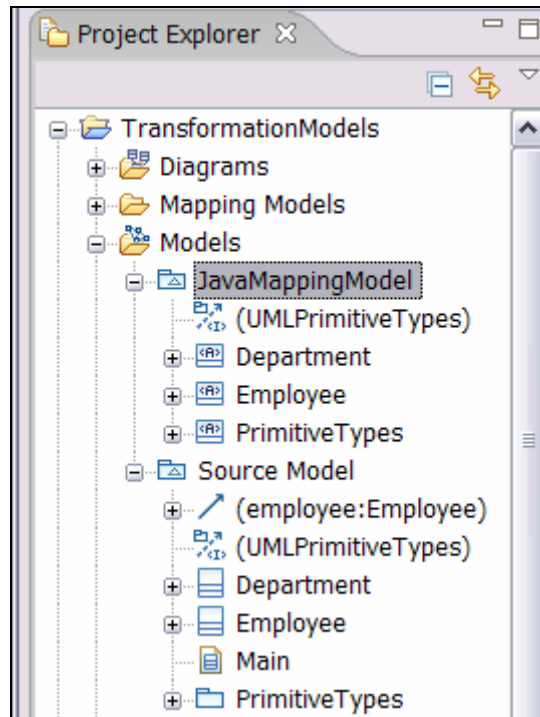 Project Explorer
TransformationModels
Diagrams
Mapping Models
Models
JavaMappingModel
(UMLPrimitiveTypes)
Department
Employee
PrimitiveTypes
Source Model
(employee:Employee)
(UMLPrimitiveTypes)
Department
Employee
Main
PrimitiveTypes